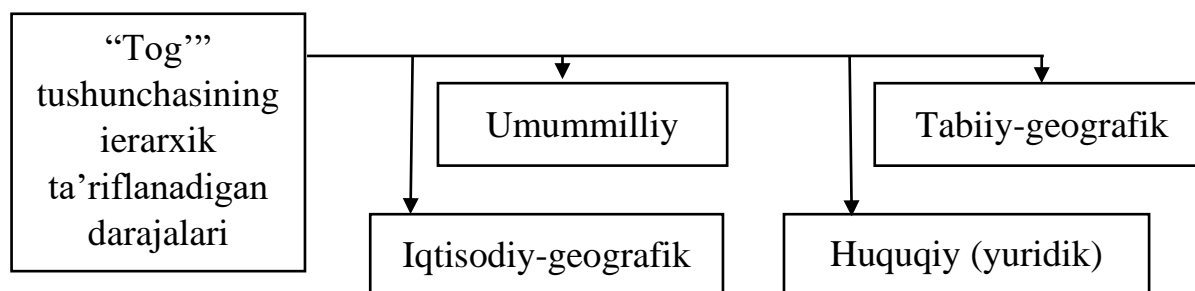 “Tog’”
tushunchasining
ierarxik
ta’riflanadigan
darajalari
Umummilliy
Tabiiy-geografik
Iqtisodiy-geografik
Huquqiy (yuridik)